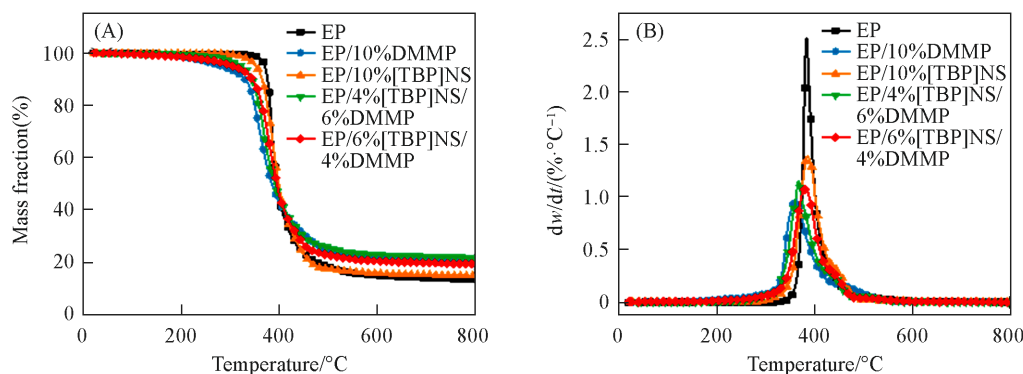 (A)
EP
EP/10%DMMP
EP/10%[TBP]NS
EP/4%[TBP]NS/
6%DMMP
EP/6%[TBP]NS/
4%DMMP
Mass fraction(%)
100
80
60
40
20
0
0
200
400
600
800
Temperature/°C
(B)
EP
EP/10%DMMP
EP/10%[TBP]NS
EP/4%[TBP]NS/
6%DMMP
EP/6%[TBP]NS/
4%DMMP
dw/dt/(%·°C⁻¹)
2.5
2.0
1.5
1.0
0.5
0
0
200
400
600
800
Temperature/°C